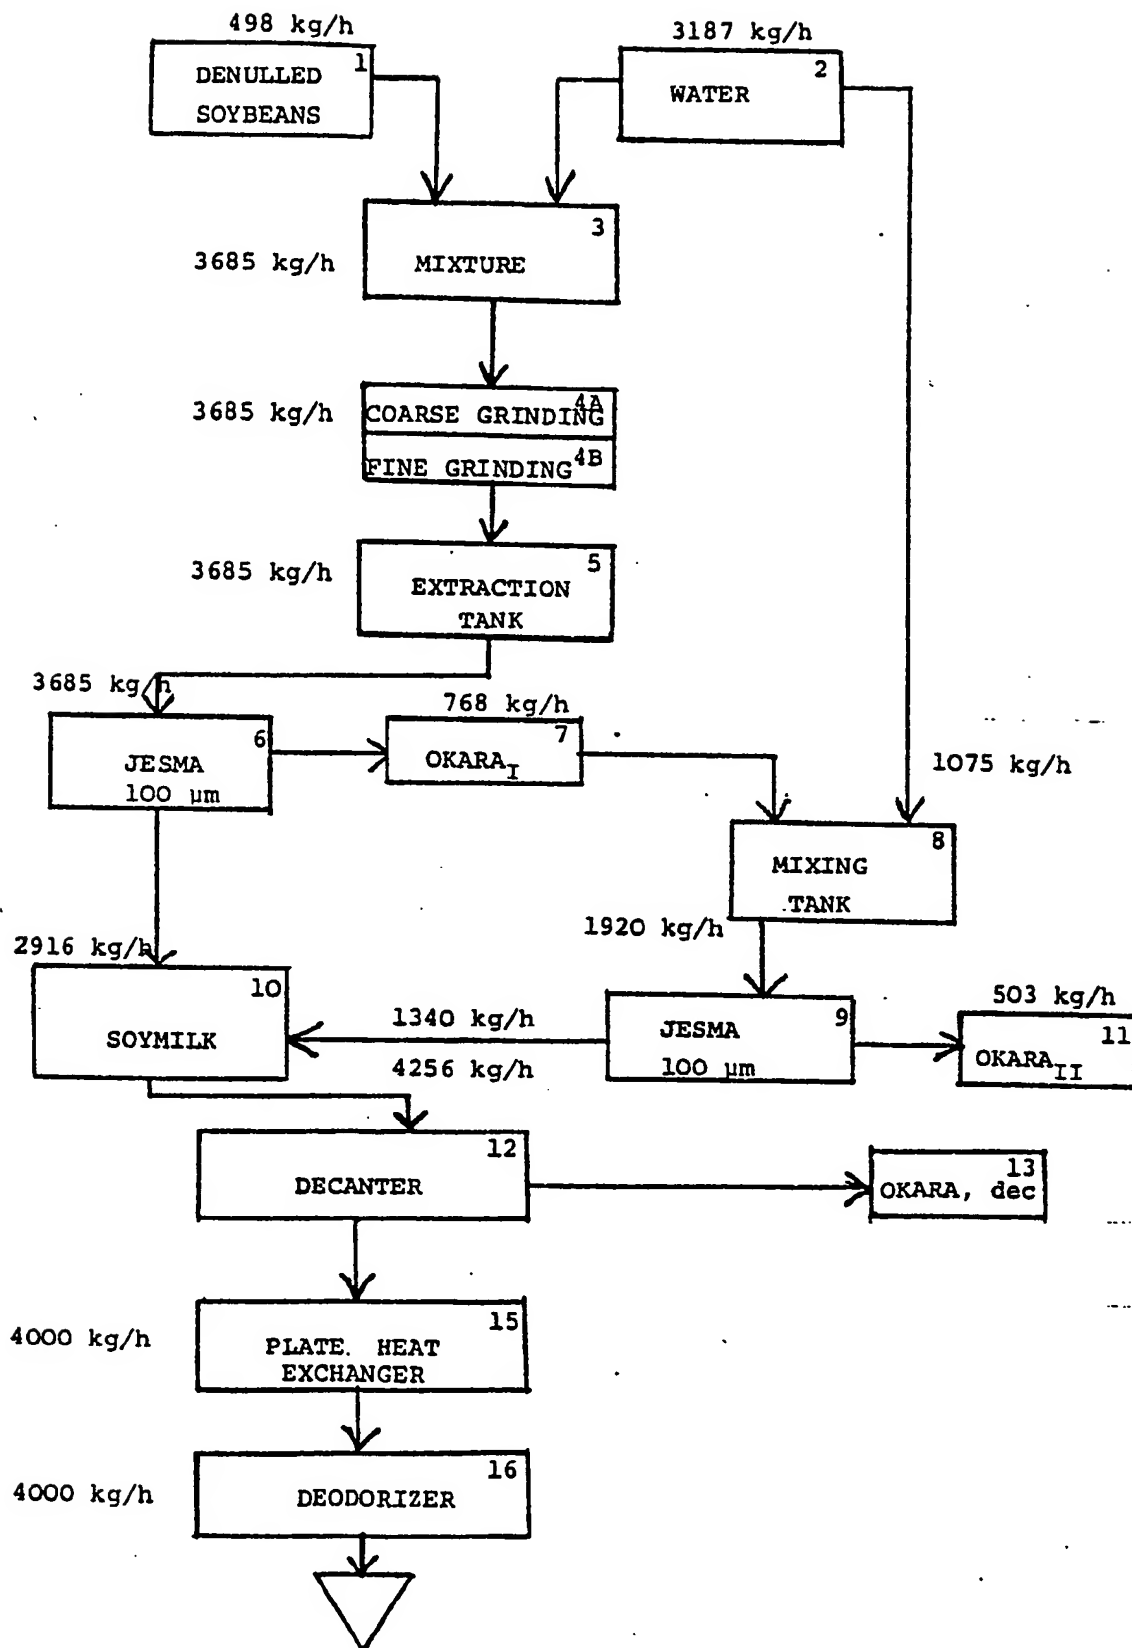 498 kg/h
1
DENULLED
SOYBEANS
3187 kg/h
2
WATER
3
3685 kg/h
MIXTURE
4A
3685 kg/h
COARSE GRINDING
4B
FINE GRINDING
5
3685 kg/h
EXTRACTION
TANK
3685 kg/h
6
JESMA
100 µm
768 kg/h
7
OKARA I
1075 kg/h
8
MIXING
TANK
1920 kg/h
2916 kg/h
10
SOYMILK
1340 kg/h
4256 kg/h
9
JESMA
100 µm
503 kg/h
11
OKARA II
12
DECANTER
13
OKARA, dec
15
4000 kg/h
PLATE. HEAT
EXCHANGER
16
4000 kg/h
DEODORIZER